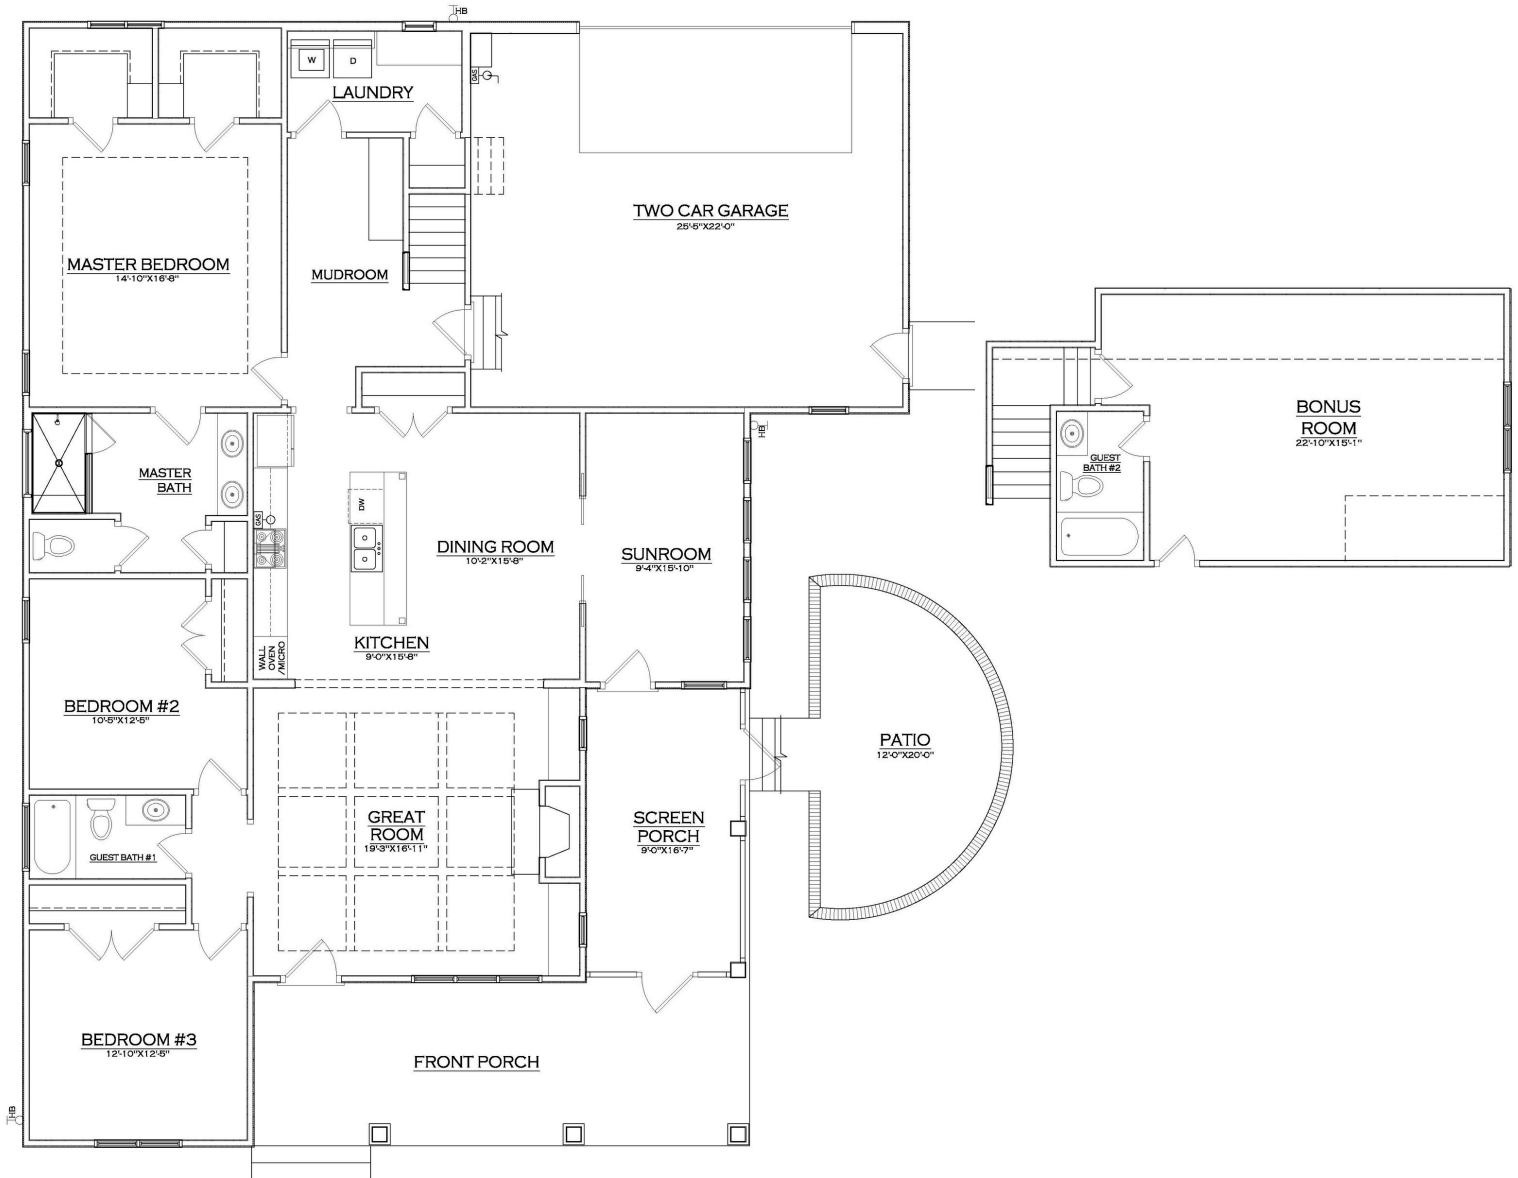 HB
W
D
GAS
LAUNDRY
TWO CAR GARAGE
25'-5"X22'-0"
MASTER BEDROOM
14'-10"X16'-8"
MUDROOM
BONUS
ROOM
22'-10"X15'-1"
HB
GUEST
BATH #2
MASTER
BATH
DW
GAS
DINING ROOM
10'-2"X15'-8"
SUNROOM
9'-4"X15'-10"
KITCHEN
9'-0"X15'-8"
WALL
OVEN
/MICRO
BEDROOM #2
10'-5"X12'-5"
PATIO
12'-0"X20'-0"
GREAT
ROOM
19'-3"X16'-11"
SCREEN
PORCH
9'-0"X16'-7"
GUEST BATH #1
BEDROOM #3
12'-10"X12'-5"
FRONT PORCH
HB